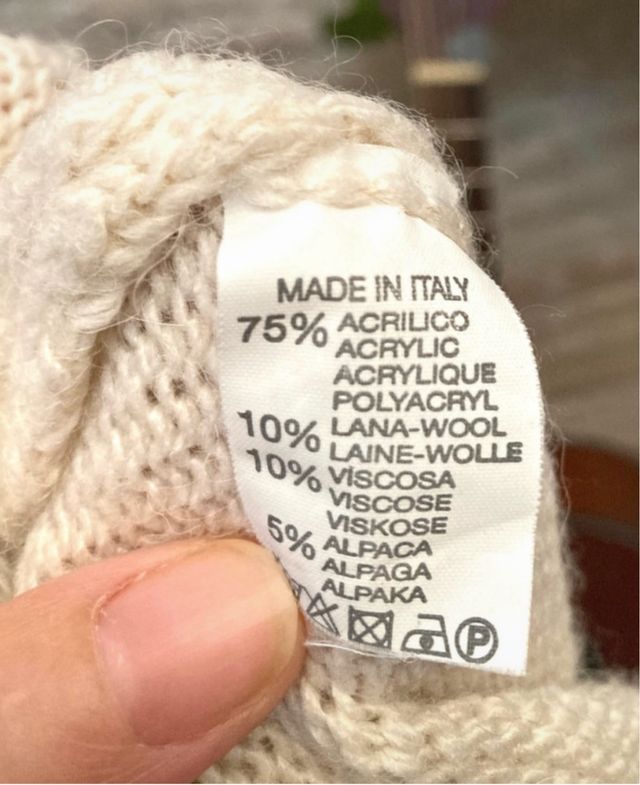 MADE IN ITALY
75% ACRILICO
ACRYLIC
ACRYLIQUE
POLYACRYL
10% LANA-WOOL
LAINE-WOLLE
10% VISCOSA
VISCOSE
VISKOSE
5% ALPACA
ALPAGA
ALPAKA
P